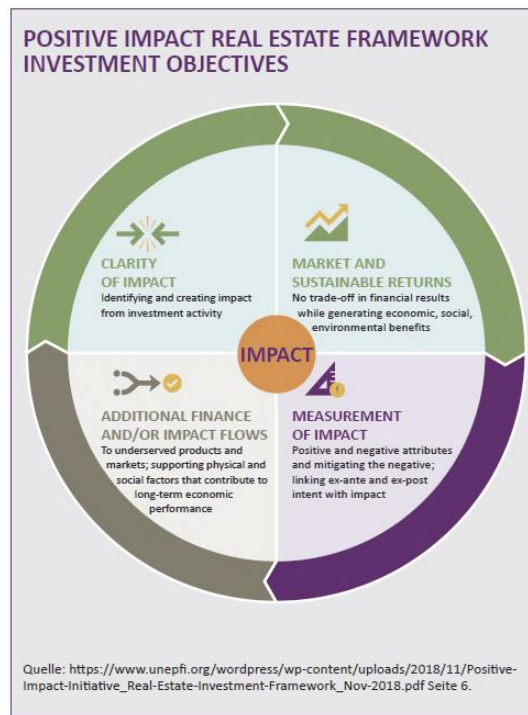 POSITIVE IMPACT REAL ESTATE FRAMEWORK
INVESTMENT OBJECTIVES
CLARITY
OF IMPACT
Identifying and creating impact
from investment activity
MARKET AND
SUSTAINABLE RETURNS
No trade-off in financial results
while generating economic, social,
environmental benefits
IMPACT
ADDITIONAL FINANCE
AND/OR IMPACT FLOWS
To underserved products and
markets; supporting physical and
social factors that contribute to
long-term economic
performance
MEASUREMENT
OF IMPACT
Positive and negative attributes
and mitigating the negative;
linking ex-ante and ex-post
intent with impact
Quelle: https://www.unepfi.org/wordpress/wp-content/uploads/2018/11/Positive-
Impact-Initiative_Real-Estate-Investment-Framework_Nov-2018.pdf Seite 6.